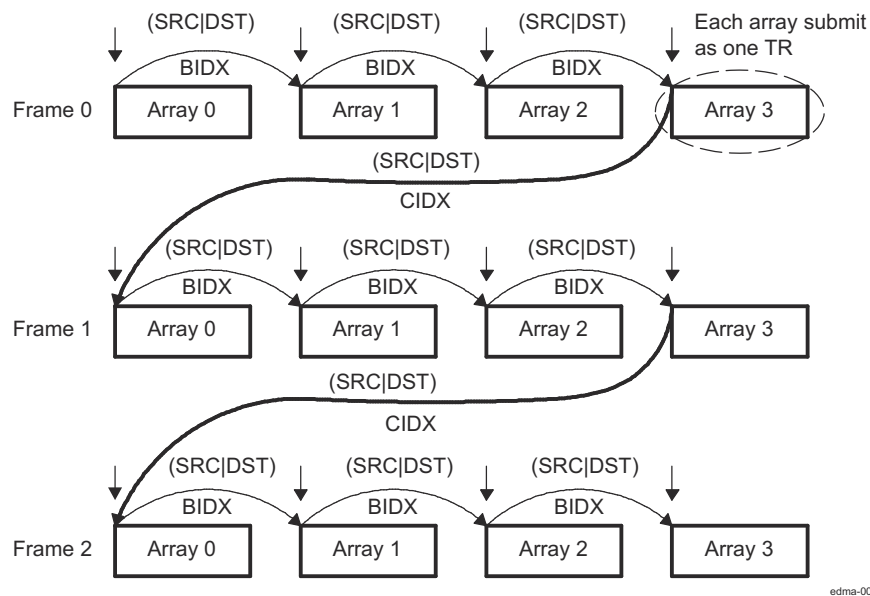 (SRC|DST) (SRC|DST) (SRC|DST) Each array submit
as one TR
BIDX BIDX BIDX
Frame 0 Array 0 Array 1 Array 2 Array 3
(SRC|DST)
CIDX
(SRC|DST) (SRC|DST) (SRC|DST)
BIDX BIDX BIDX
Frame 1 Array 0 Array 1 Array 2 Array 3
(SRC|DST)
CIDX
(SRC|DST) (SRC|DST) (SRC|DST)
BIDX BIDX BIDX
Frame 2 Array 0 Array 1 Array 2 Array 3
edma-00